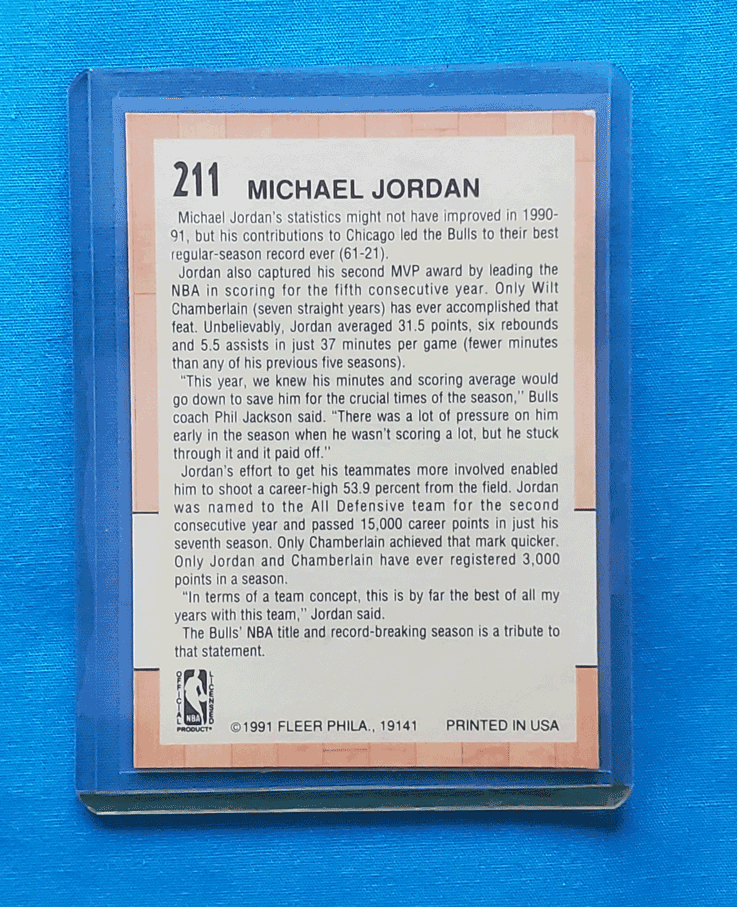 211 MICHAEL JORDAN
Michael Jordan's statistics might not have improved in 1990-
91, but his contributions to Chicago led the Bulls to their best
regular-season record ever (61-21).
Jordan also captured his second MVP award by leading the
NBA in scoring for the fifth consecutive year. Only Wilt
Chamberlain (seven straight years) has ever accomplished that
feat. Unbelievably, Jordan averaged 31.5 points, six rebounds
and 5.5 assists in just 37 minutes per game (fewer minutes
than any of his previous five seasons).
"This year, we knew his minutes and scoring average would
go down to save him for the crucial times of the season," Bulls
coach Phil Jackson said. "There was a lot of pressure on him
early in the season when he wasn't scoring a lot, but he stuck
through it and it paid off."
Jordan's effort to get his teammates more involved enabled
him to shoot a career-high 53.9 percent from the field. Jordan
was named to the All Defensive team for the second
consecutive year and passed 15,000 career points in just his
seventh season. Only Chamberlain achieved that mark quicker.
Only Jordan and Chamberlain have ever registered 3,000
points in a season.
"In terms of a team concept, this is by far the best of all my
years with this team," Jordan said.
The Bulls' NBA title and record-breaking season is a tribute to
that statement.
OFFICIAL LICENSED
NBA
PRODUCT®
©1991 FLEER PHILA., 19141 PRINTED IN USA